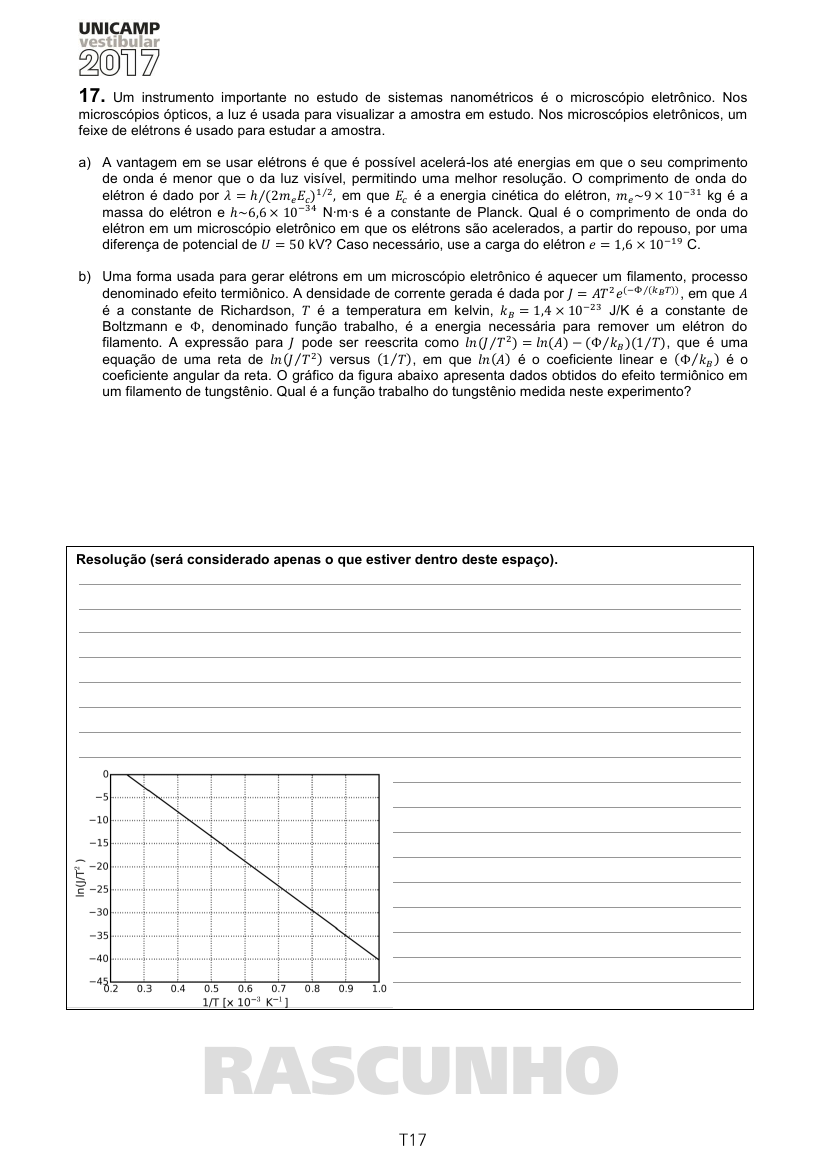 UNICAMP
vestibular
2017
17. Um instrumento importante no estudo de sistemas nanométricos é o microscópio eletrônico. Nos
microscópios ópticos, a luz é usada para visualizar a amostra em estudo. Nos microscópios eletrônicos, um
feixe de elétrons é usado para estudar a amostra.
a) A vantagem em se usar elétrons é que é possível acelerá-los até energias em que o seu comprimento
de onda é menor que o da luz visível, permitindo uma melhor resolução. O comprimento de onda do
elétron é dado por λ = h/(2mₑE_c)^{1/2}, em que E_c é a energia cinética do elétron, mₑ~9 × 10⁻³¹ kg é a
massa do elétron e h~6,6 × 10⁻³⁴ N·m·s é a constante de Planck. Qual é o comprimento de onda do
elétron em um microscópio eletrônico em que os elétrons são acelerados, a partir do repouso, por uma
diferença de potencial de U = 50 kV? Caso necessário, use a carga do elétron e = 1,6 × 10⁻¹⁹ C.
b) Uma forma usada para gerar elétrons em um microscópio eletrônico é aquecer um filamento, processo
denominado efeito termiônico. A densidade de corrente gerada é dada por J = AT²e^{(−Φ/(k_BT))}, em que A
é a constante de Richardson, T é a temperatura em kelvin, k_B = 1,4 × 10⁻²³ J/K é a constante de
Boltzmann e Φ, denominado função trabalho, é a energia necessária para remover um elétron do
filamento. A expressão para J pode ser reescrita como ln(J/T²) = ln(A) − (Φ/k_B)(1/T), que é uma
equação de uma reta de ln(J/T²) versus (1/T), em que ln(A) é o coeficiente linear e (Φ/k_B) é o
coeficiente angular da reta. O gráfico da figura abaixo apresenta dados obtidos do efeito termiônico em
um filamento de tungstênio. Qual é a função trabalho do tungstênio medida neste experimento?
Resolução (será considerado apenas o que estiver dentro deste espaço).
0
−5
−10
−15
−20
−25
−30
−35
−40
−45
ln(J/T²)
0.2 0.3 0.4 0.5 0.6 0.7 0.8 0.9 1.0
1/T [x 10⁻³ K⁻¹]
RASCUNHO
T17